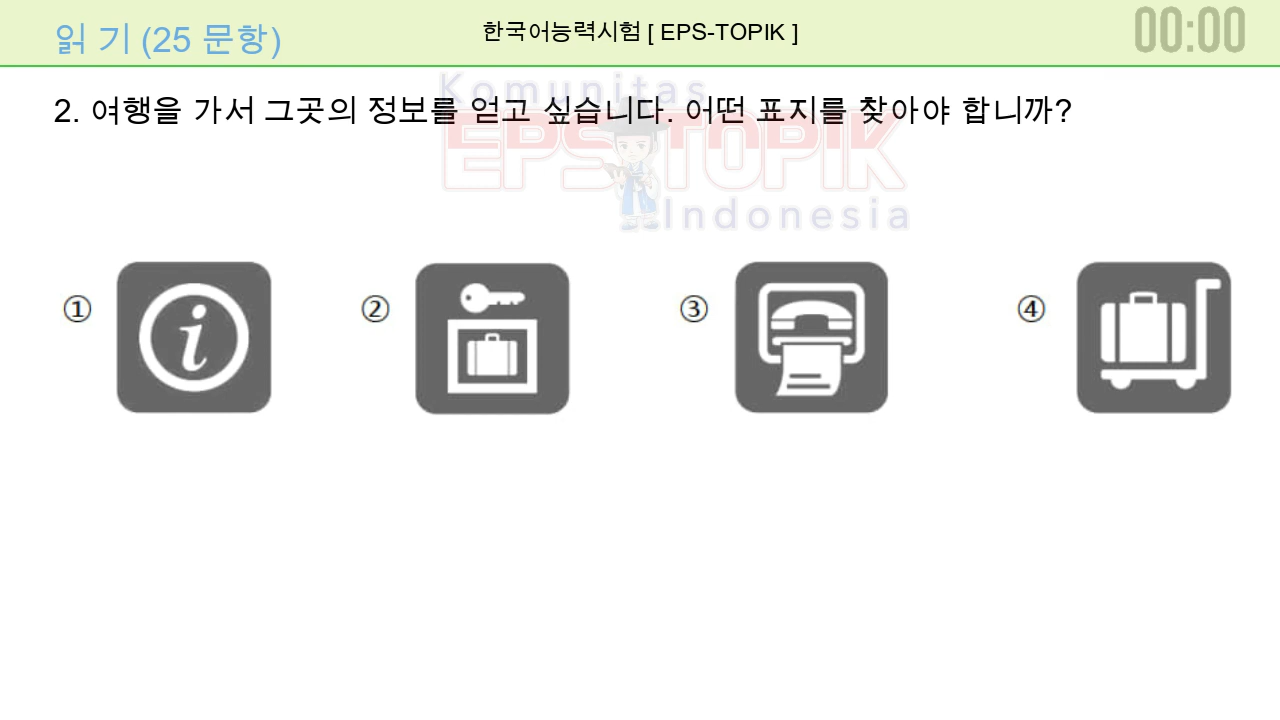 읽 기 (25 문항)
한국어능력시험 [ EPS-TOPIK ]
00:00
Komunitas
2. 여행을 가서 그곳의 정보를 얻고 싶습니다. 어떤 표지를 찾아야 합니까?
EPS TOPIK
Indonesia
① i
②
③
④